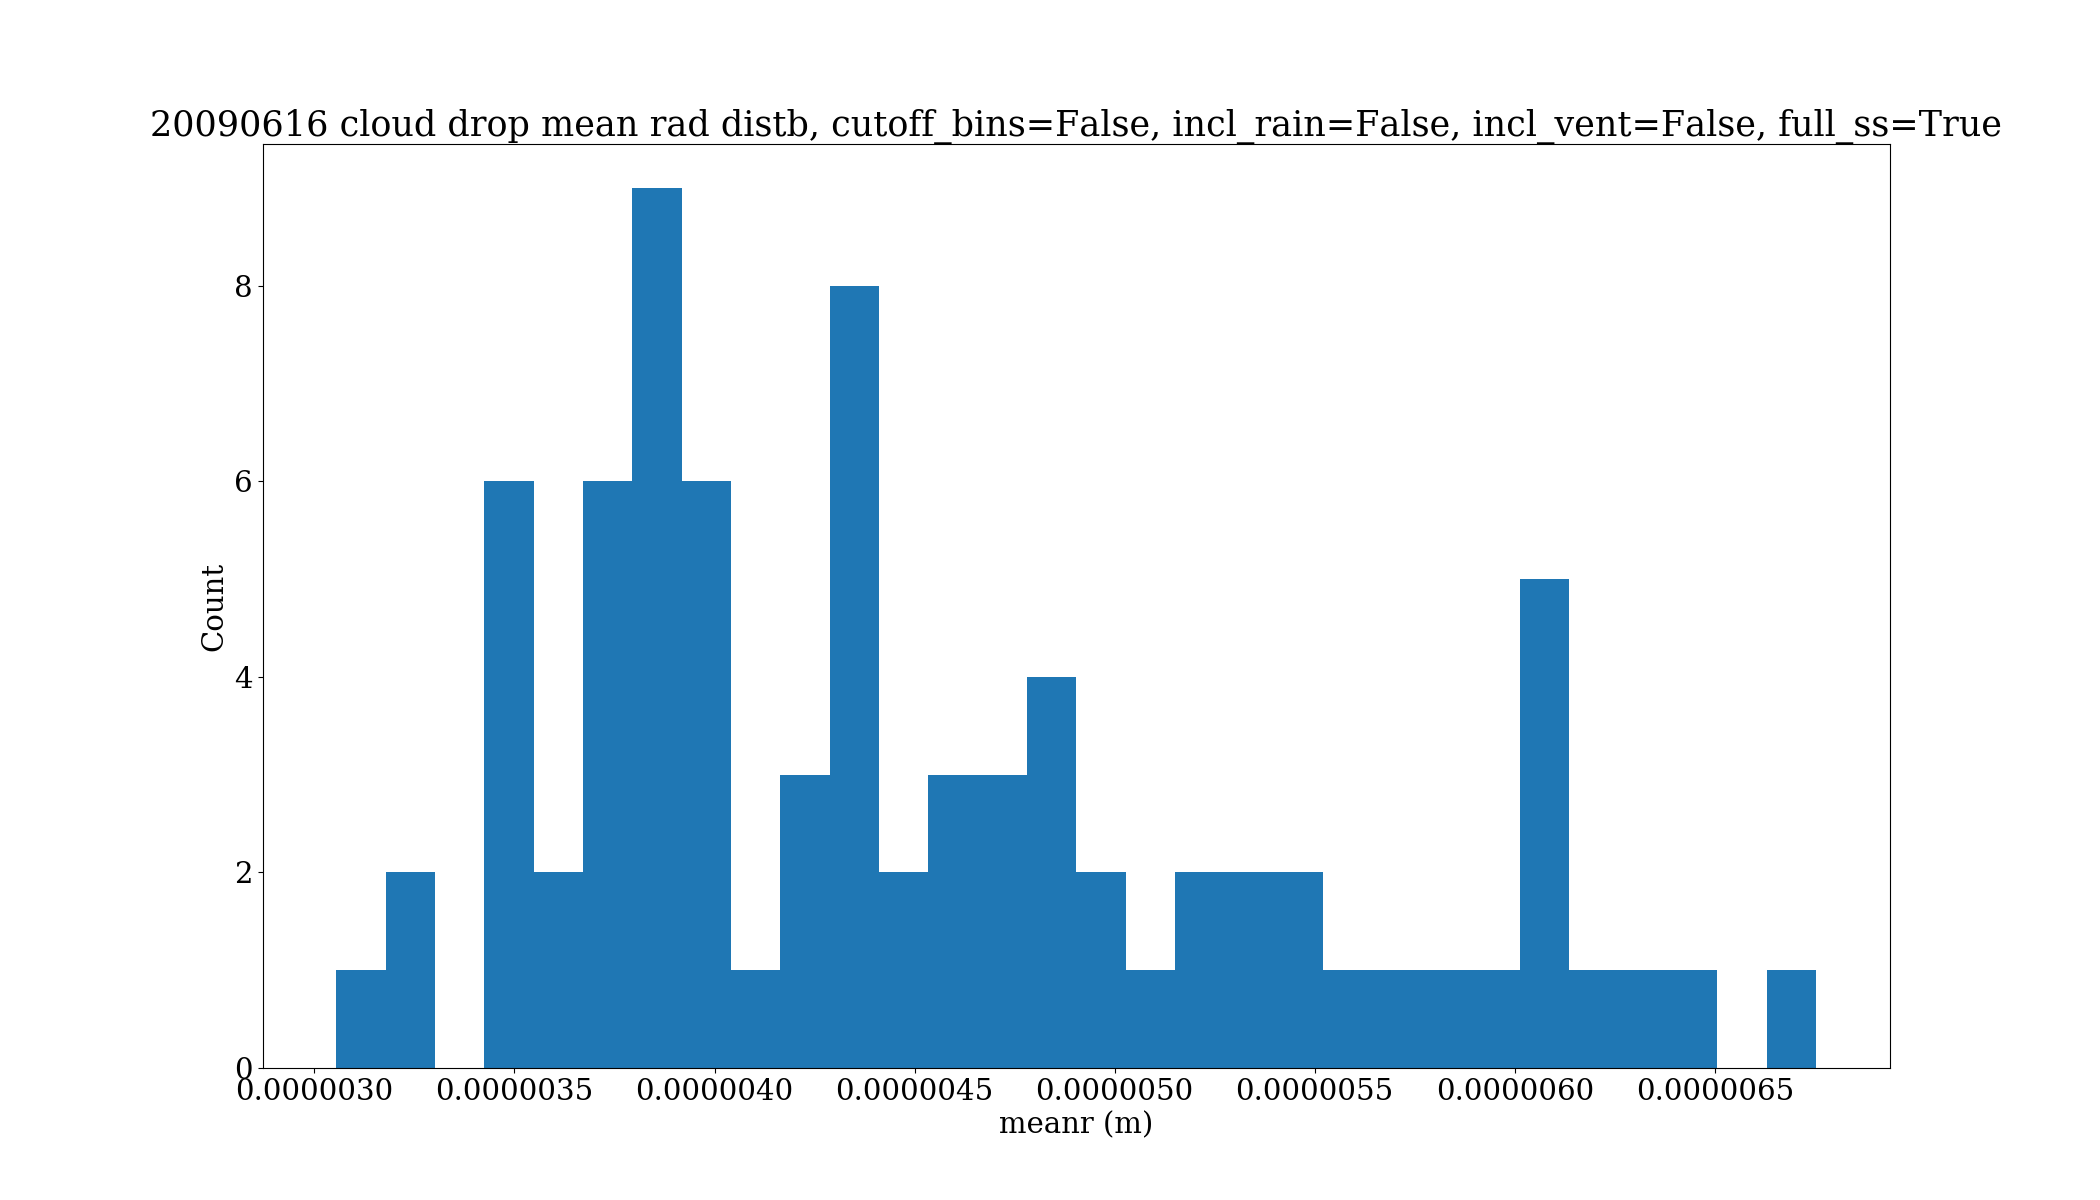 20090616 cloud drop mean rad distb, cutoff_bins=False, incl_rain=False, incl_vent=False, full_ss=True
8
6
4
2
0
Count
0.0000030 0.0000035 0.0000040 0.0000045 0.0000050 0.0000055 0.0000060 0.0000065
meanr (m)